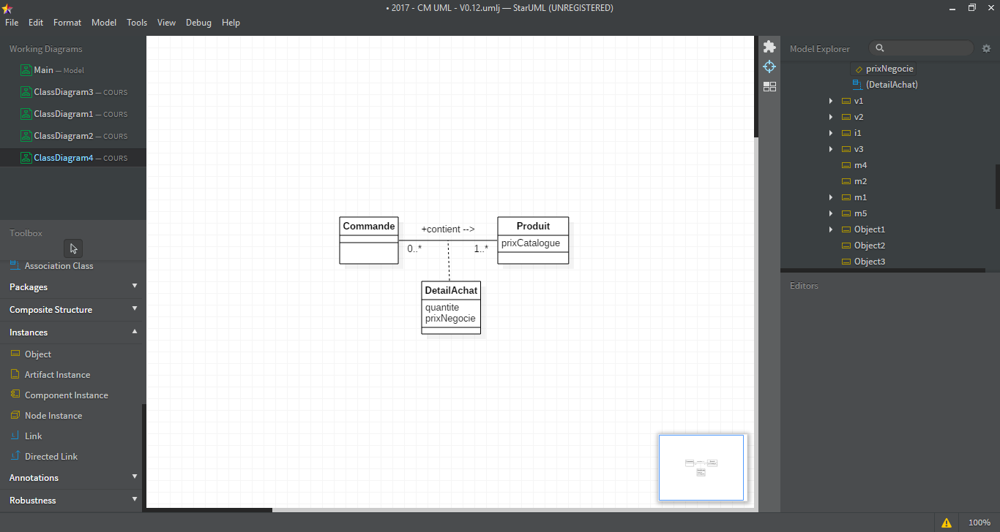 • 2017 - CM UML - V0.12.umlj — StarUML (UNREGISTERED)
File Edit Format Model Tools View Debug Help
Working Diagrams
Main — Model
ClassDiagram3 — COURS
ClassDiagram1 — COURS
ClassDiagram2 — COURS
ClassDiagram4 — COURS
Toolbox
Association Class
Packages
Composite Structure
Instances
Object
Artifact Instance
Component Instance
Node Instance
Link
Directed Link
Annotations
Robustness
Commande
+contient -->
Produit
prixCatalogue
0..*
1..*
DetailAchat
quantite
prixNegocie
Model Explorer
prixNegocie
(DetailAchat)
v1
v2
i1
v3
m4
m2
m1
m5
Object1
Object2
Object3
Editors
100%